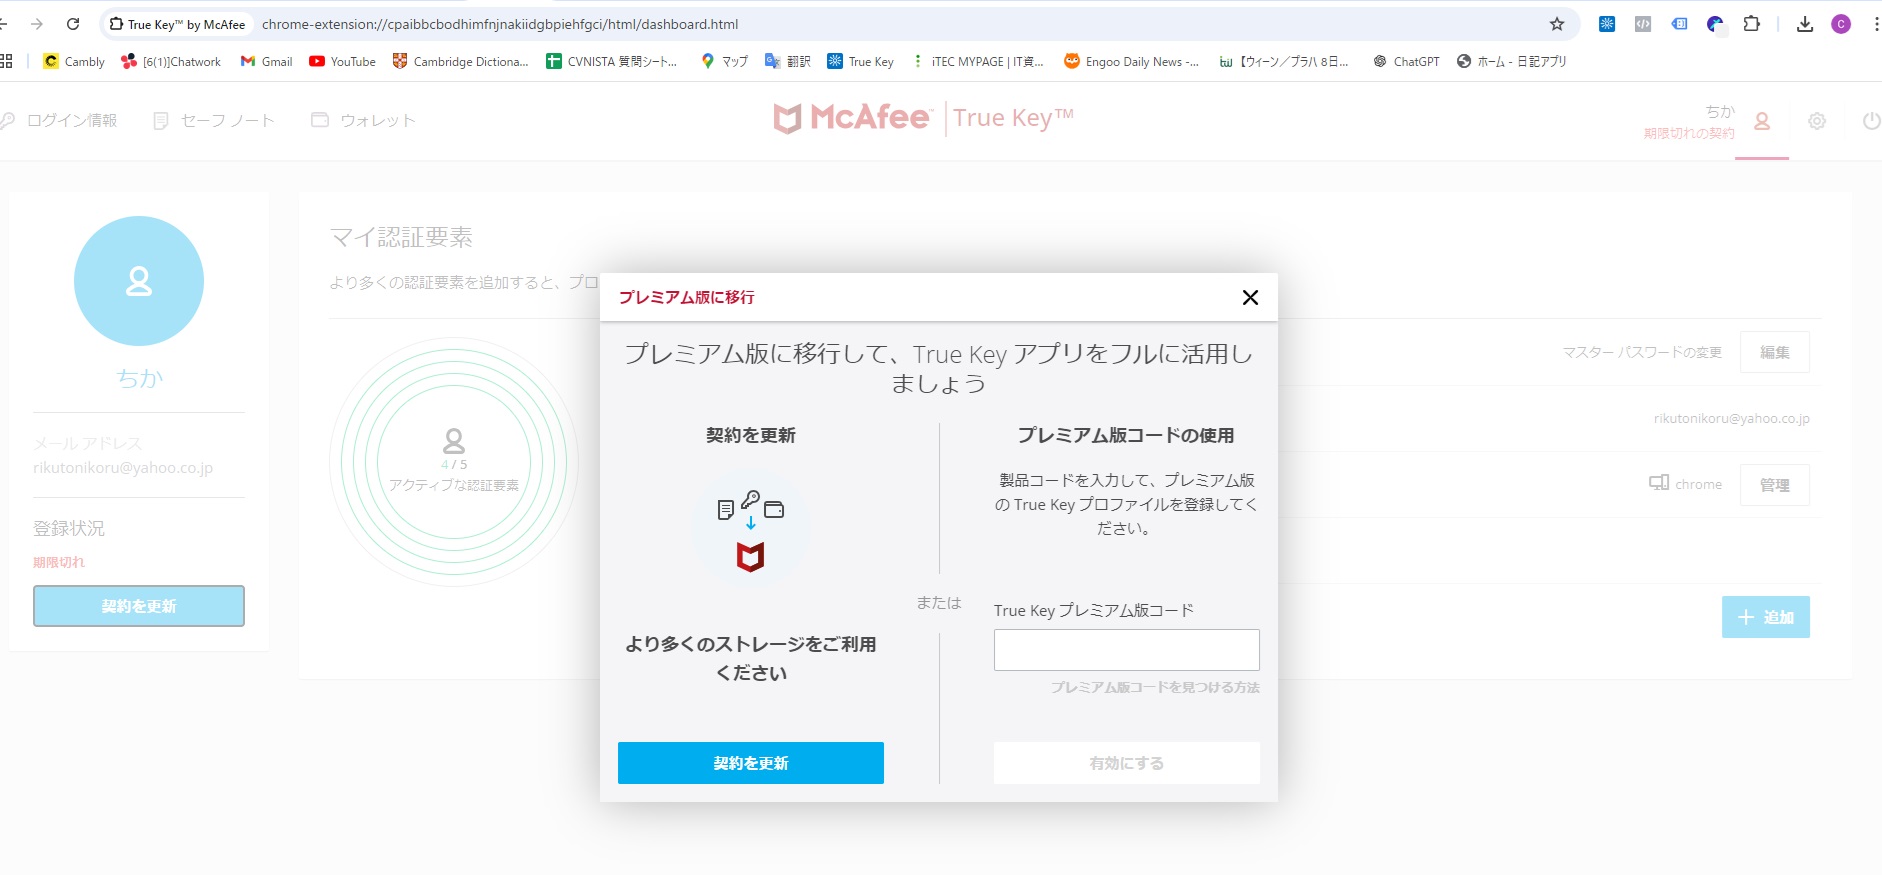 True Key™ by McAfee
chrome-extension://cpaibbcbodhimfnjnakiidgbpiehfgci/html/dashboard.html
C
Cambly
[6(1)]Chatwork
Gmail
YouTube
Cambridge Dictiona...
CVNISTA 質問シート...
マップ
翻訳
True Key
iTEC MYPAGE | IT資...
Engoo Daily News -...
【ウィーン／プラハ 8日...
ChatGPT
ホーム - 日記アプリ
ログイン情報
セーフ ノート
ウォレット
McAfee™ | True Key™
ちか
期限切れの契約
ちか
メール アドレス
rikutonikoru@yahoo.co.jp
登録状況
期限切れ
契約を更新
マイ認証要素
より多くの認証要素を追加すると、プロ
4 / 5
アクティブな認証要素
マスター パスワードの変更
編集
rikutonikoru@yahoo.co.jp
chrome
管理
＋ 追加
プレミアム版に移行
プレミアム版に移行して、True Key アプリをフルに活用し
ましょう
契約を更新
より多くのストレージをご利用
ください
契約を更新
または
プレミアム版コードの使用
製品コードを入力して、プレミアム版
の True Key プロファイルを登録してく
ださい。
True Key プレミアム版コード
プレミアム版コードを見つける方法
有効にする